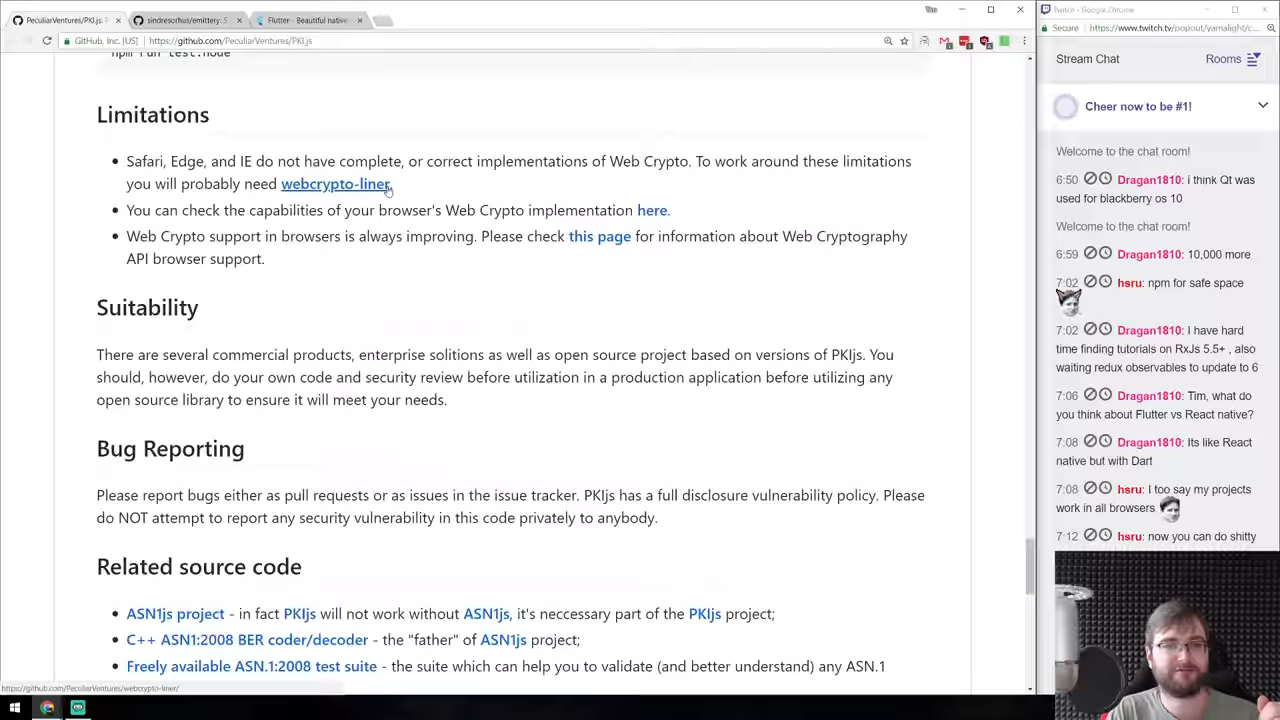 PeculiarVentures/PKI.js: P
sindresorhus/emittery: S
Flutter - Beautiful native
GitHub, Inc. [US]
https://github.com/PeculiarVentures/PKI.js
npm run test:node
Limitations
Safari, Edge, and IE do not have complete, or correct implementations of Web Crypto. To work around these limitations
you will probably need webcrypto-liner.
You can check the capabilities of your browser's Web Crypto implementation here.
Web Crypto support in browsers is always improving. Please check this page for information about Web Cryptography
API browser support.
Suitability
There are several commercial products, enterprise solitions as well as open source project based on versions of PKIjs. You
should, however, do your own code and security review before utilization in a production application before utilizing any
open source library to ensure it will meet your needs.
Bug Reporting
Please report bugs either as pull requests or as issues in the issue tracker. PKIjs has a full disclosure vulnerability policy. Please
do NOT attempt to report any security vulnerability in this code privately to anybody.
Related source code
ASN1js project - in fact PKIjs will not work without ASN1js, it's neccessary part of the PKIjs project;
C++ ASN1:2008 BER coder/decoder - the "father" of ASN1js project;
Freely available ASN.1:2008 test suite - the suite which can help you to validate (and better understand) any ASN.1
https://github.com/PeculiarVentures/webcrypto-liner/
Twitch - Google Chrome
Secure
https://www.twitch.tv/popout/yamalight/c...
Stream Chat
Rooms
Cheer now to be #1!
Welcome to the chat room!
6:50 Dragan1810: i think Qt was
used for blackberry os 10
Welcome to the chat room!
6:59 Dragan1810: 10,000 more
7:02 hsru: npm for safe space
7:02 Dragan1810: I have hard
time finding tutorials on RxJs 5.5+ , also
waiting redux observables to update to 6
7:06 Dragan1810: Tim, what do
you think about Flutter vs React native?
7:08 Dragan1810: Its like React
native but with Dart
7:08 hsru: I too say my projects
work in all browsers
7:12 hsru: now you can do shitty